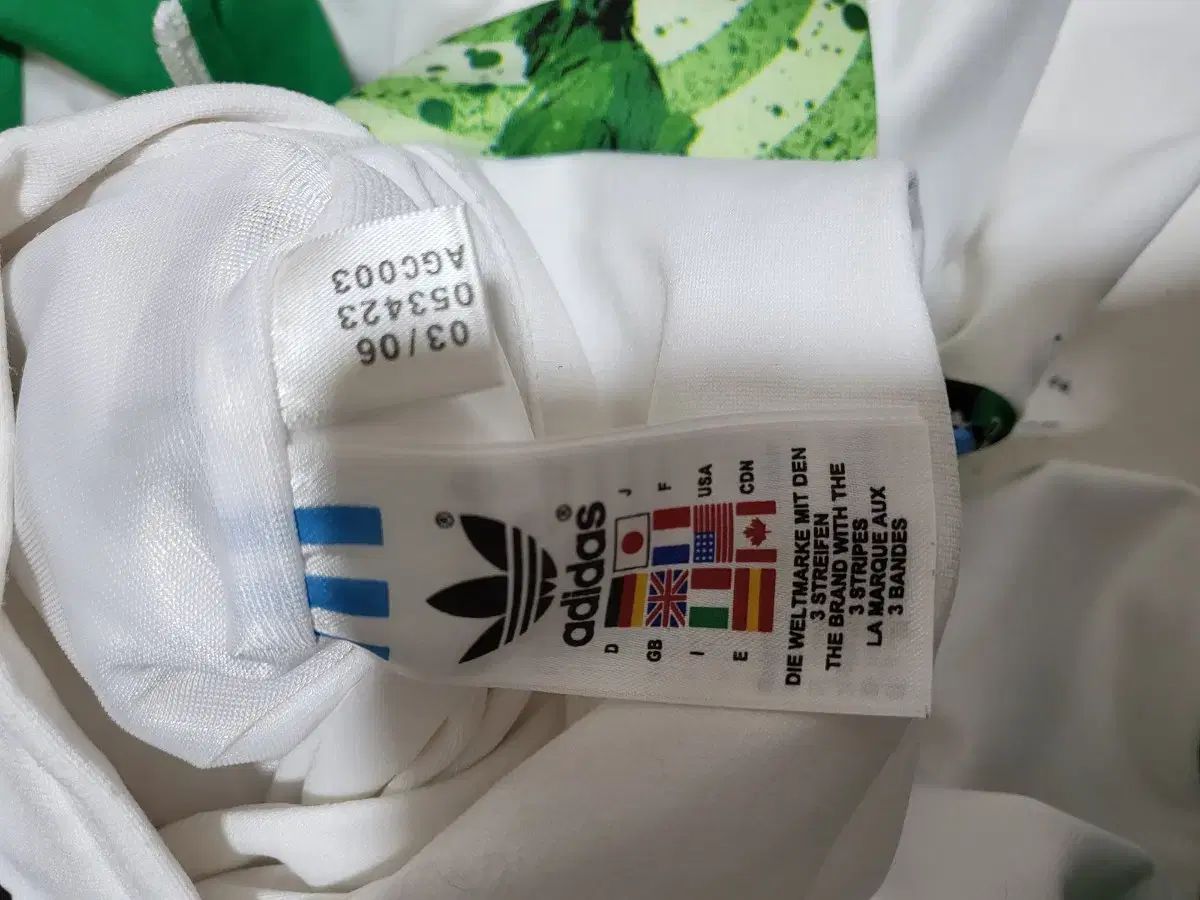 03/06
053423
AGC003
®
adidas®
D J
GB F
I USA
E CDN
DIE WELTMARKE MIT DEN
3 STREIFEN
THE BRAND WITH THE
3 STRIPES
LA MARQUE AUX
3 BANDES